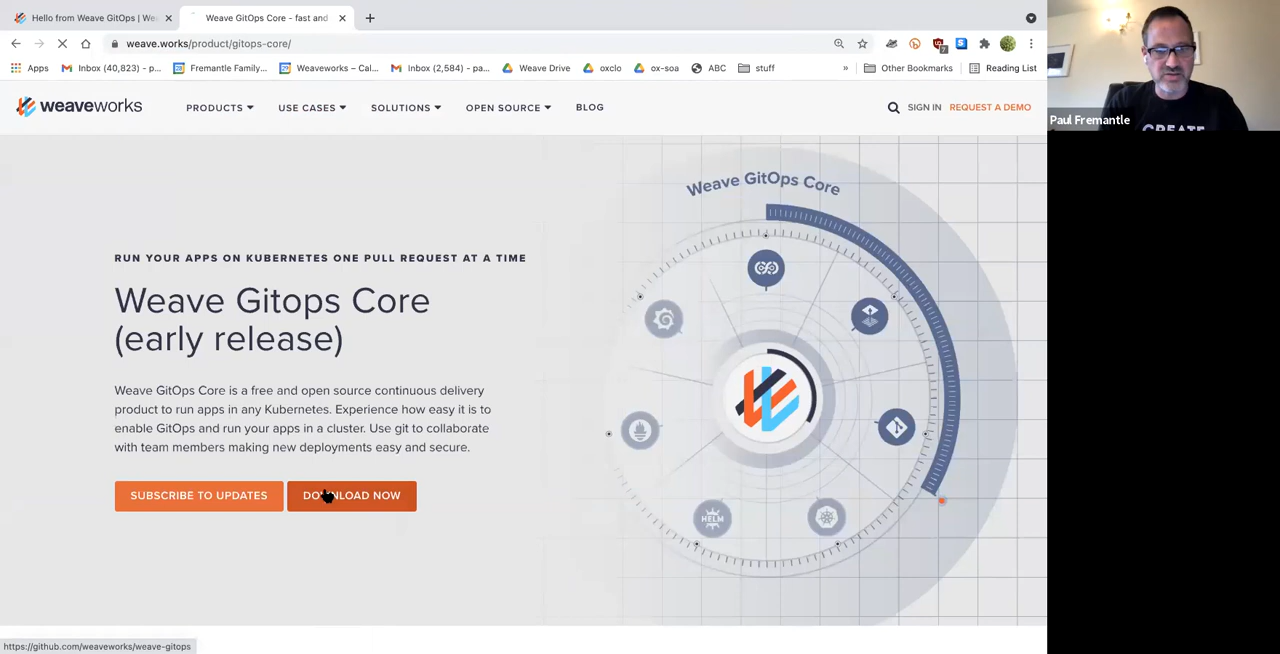 Hello from Weave GitOps | We
Weave GitOps Core - fast and
weave.works/product/gitops-core/
7
Apps
Inbox (40,823) - p...
Fremantle Family...
Weaveworks – Cal...
Inbox (2,584) - pa...
Weave Drive
oxclo
ox-soa
ABC
stuff
»
Other Bookmarks
Reading List
weaveworks
PRODUCTS
USE CASES
SOLUTIONS
OPEN SOURCE
BLOG
SIGN IN
REQUEST A DEMO
Paul Fremantle
CREATE
Weave GitOps Core
RUN YOUR APPS ON KUBERNETES ONE PULL REQUEST AT A TIME
Weave Gitops Core
(early release)
Weave GitOps Core is a free and open source continuous delivery
product to run apps in any Kubernetes. Experience how easy it is to
enable GitOps and run your apps in a cluster. Use git to collaborate
with team members making new deployments easy and secure.
SUBSCRIBE TO UPDATES
DOWNLOAD NOW
HELM
https://github.com/weaveworks/weave-gitops